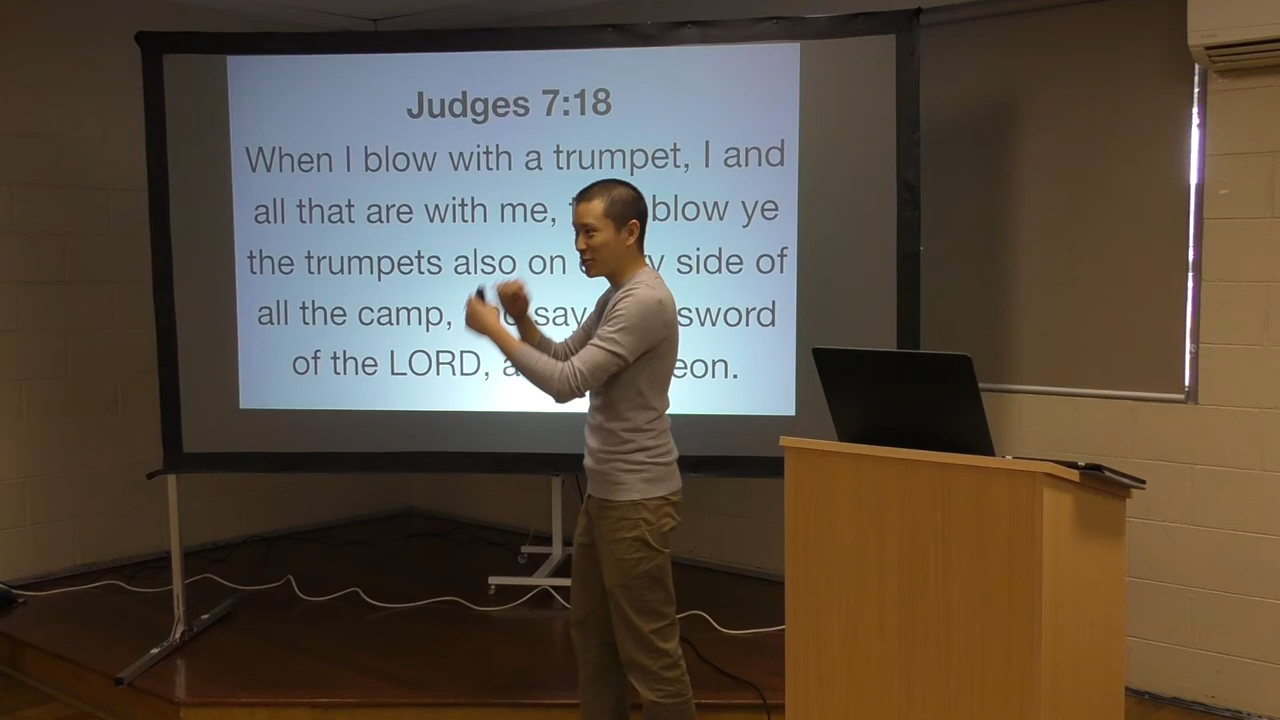 Judges 7:18
When I blow with a trumpet, I and
all that are with me, blow ye
the trumpets also on side of
all the camp, say sword
of the LORD,